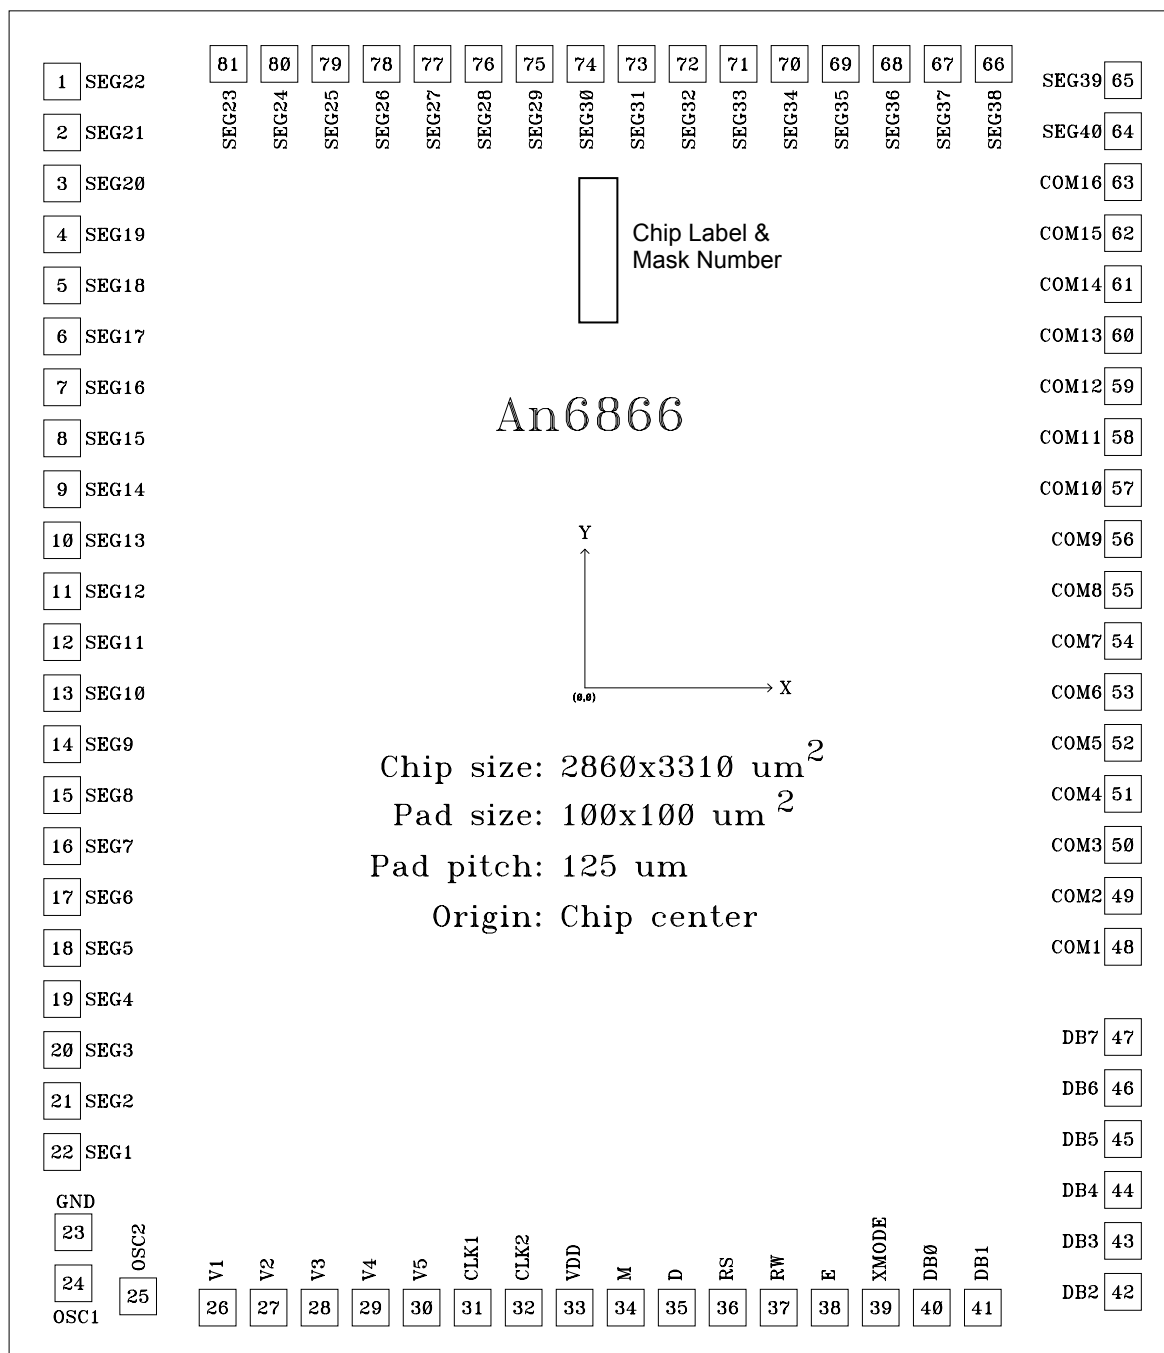 81 80 79 78 77 76 75 74 73 72 71 70 69 68 67 66
SEG23 SEG24 SEG25 SEG26 SEG27 SEG28 SEG29 SEG30 SEG31 SEG32 SEG33 SEG34 SEG35 SEG36 SEG37 SEG38
1 SEG22
2 SEG21
3 SEG20
4 SEG19
5 SEG18
6 SEG17
7 SEG16
8 SEG15
9 SEG14
10 SEG13
11 SEG12
12 SEG11
13 SEG10
14 SEG9
15 SEG8
16 SEG7
17 SEG6
18 SEG5
19 SEG4
20 SEG3
21 SEG2
22 SEG1
GND
23
24
OSC1
OSC2
25
Chip Label &
Mask Number
An6866
Y
X
(0,0)
Chip size: 2860x3310 um²
Pad size: 100x100 um²
Pad pitch: 125 um
Origin: Chip center
SEG39 65
SEG40 64
COM16 63
COM15 62
COM14 61
COM13 60
COM12 59
COM11 58
COM10 57
COM9 56
COM8 55
COM7 54
COM6 53
COM5 52
COM4 51
COM3 50
COM2 49
COM1 48
DB7 47
DB6 46
DB5 45
DB4 44
DB3 43
DB2 42
V1 V2 V3 V4 V5 CLK1 CLK2 VDD M D RS RW E XMODE DB0 DB1
26 27 28 29 30 31 32 33 34 35 36 37 38 39 40 41